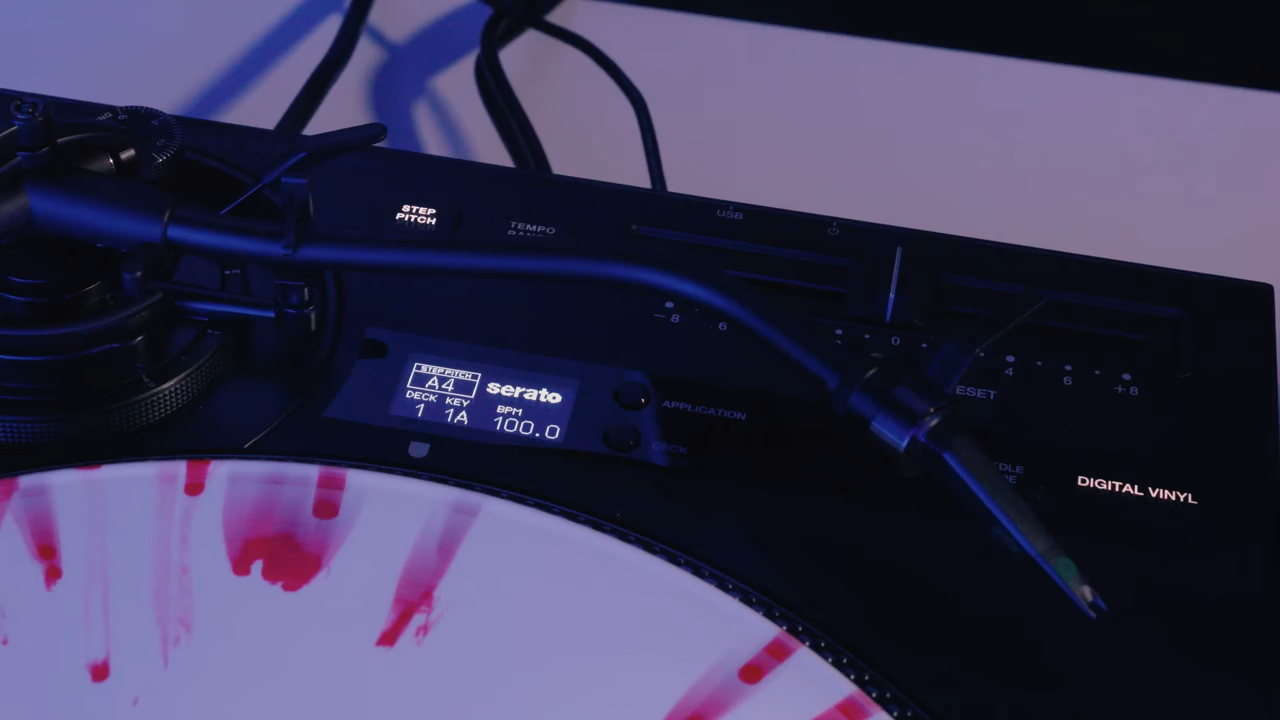 STEP
PITCH
TEMPO
USB
– 8 6 0 4 6 + 8
STEP PITCH
A4
serato
DECK KEY BPM
1 1A 100.0
APPLICATION
DECK
ESET
DIGITAL VINYL